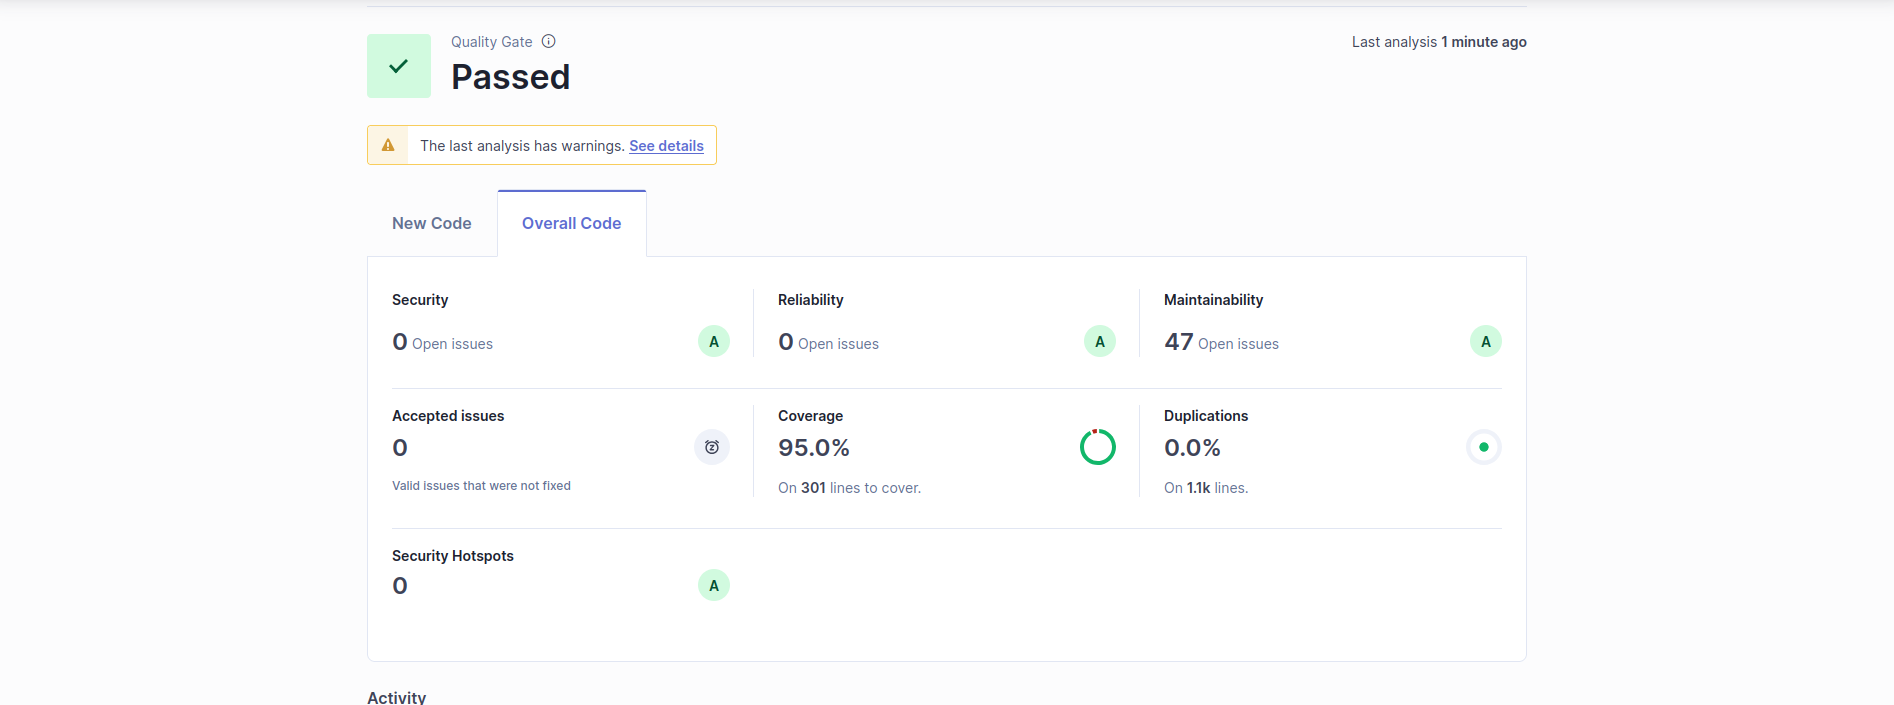 Quality Gate
Last analysis 1 minute ago
Passed
The last analysis has warnings. See details
New Code
Overall Code
Security
Reliability
Maintainability
0 Open issues
A
0 Open issues
A
47 Open issues
A
Accepted issues
Coverage
Duplications
0
95.0%
0.0%
Valid issues that were not fixed
On 301 lines to cover.
On 1.1k lines.
Security Hotspots
0
A
Activity